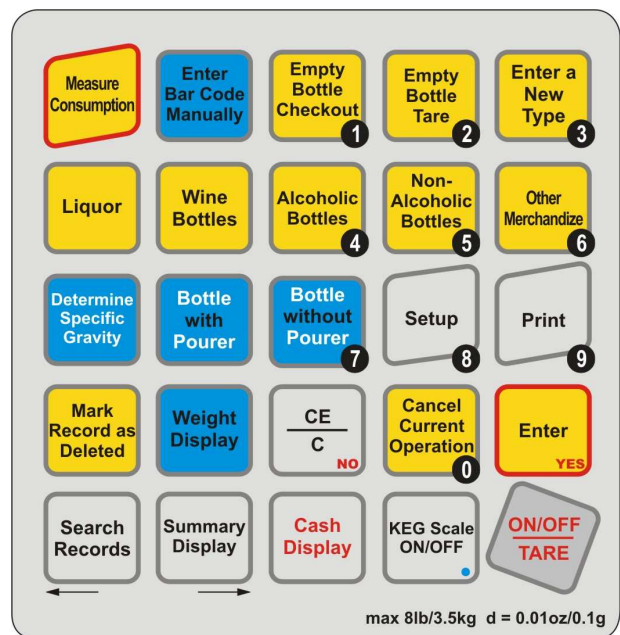 Measure
Consumption
Enter
Bar Code
Manually
Empty
Bottle
Checkout
1
Empty
Bottle
Tare
2
Enter a
New
Type
3
Liquor
Wine
Bottles
Alcoholic
Bottles
4
Non-
Alcoholic
Bottles
5
Other
Merchandize
6
Determine
Specific
Gravity
Bottle
with
Pourer
Bottle
without
Pourer
7
Setup
8
Print
9
Mark
Record as
Deleted
Weight
Display
CE
C
NO
Cancel
Current
Operation
0
Enter
YES
Search
Records
Summary
Display
Cash
Display
KEG Scale
ON/OFF
ON/OFF
TARE
max 8lb/3.5kg d = 0.01oz/0.1g